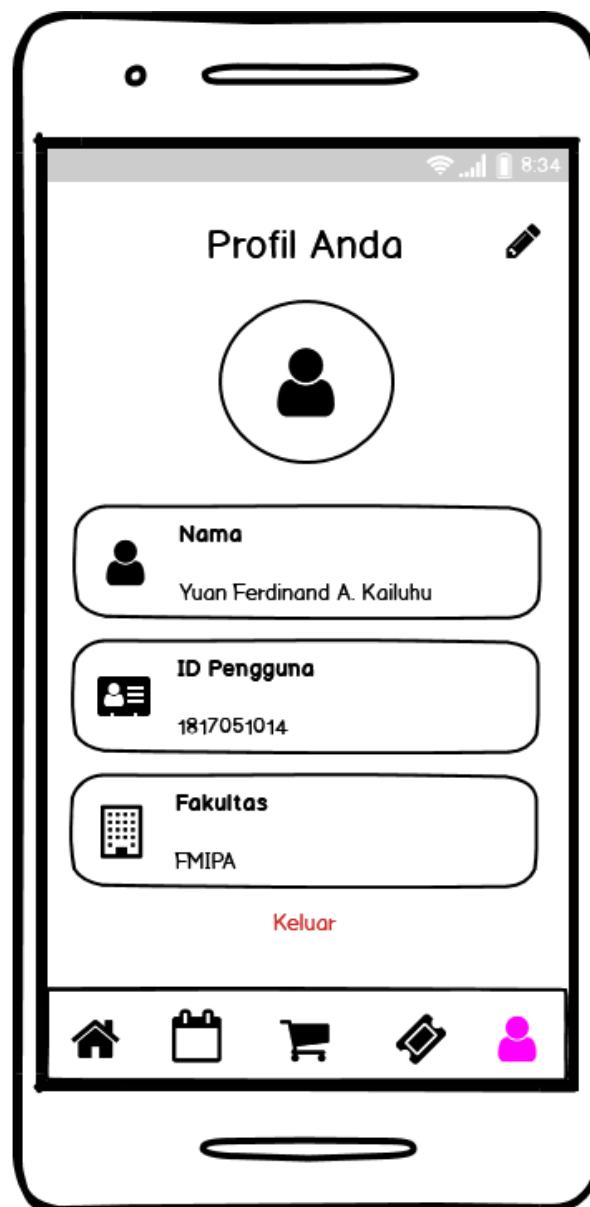 8:34
Profil Anda
Nama
Yuan Ferdinand A. Kailuhu
ID Pengguna
1817051014
Fakultas
FMIPA
Keluar